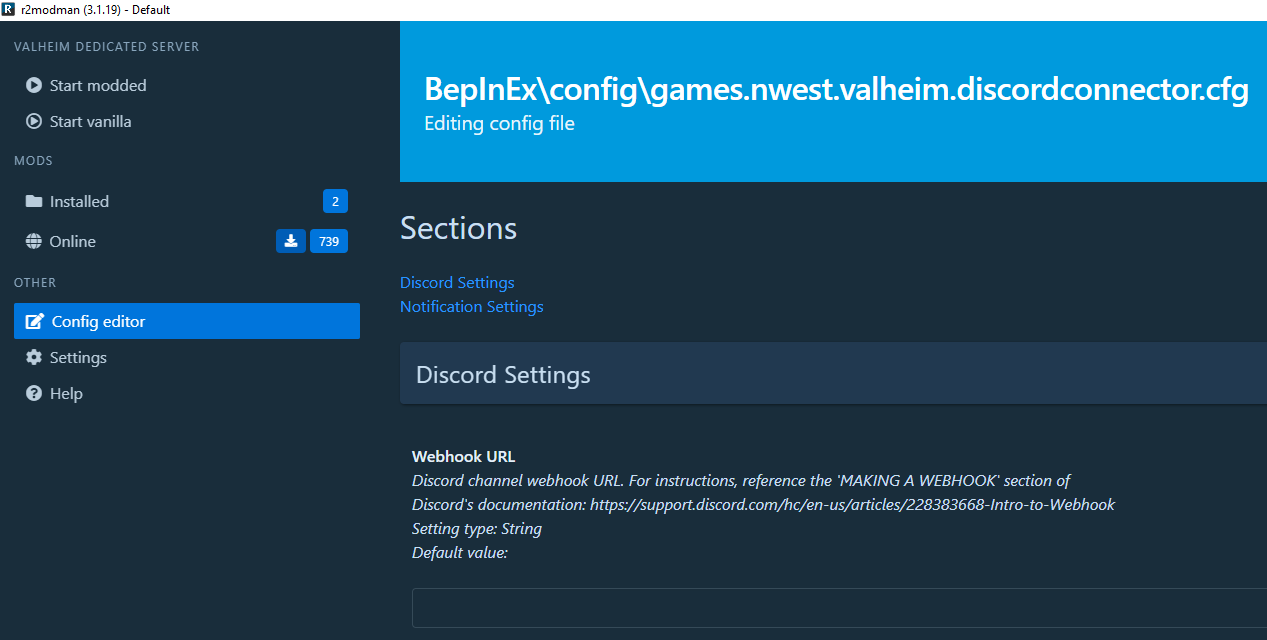 r2modman (3.1.19) - Default
VALHEIM DEDICATED SERVER
Start modded
Start vanilla
MODS
Installed 2
Online 739
OTHER
Config editor
Settings
Help
BepInEx\config\games.nwest.valheim.discordconnector.cfg
Editing config file
Sections
Discord Settings
Notification Settings
Discord Settings
Webhook URL
Discord channel webhook URL. For instructions, reference the 'MAKING A WEBHOOK' section of
Discord's documentation: https://support.discord.com/hc/en-us/articles/228383668-Intro-to-Webhook
Setting type: String
Default value: